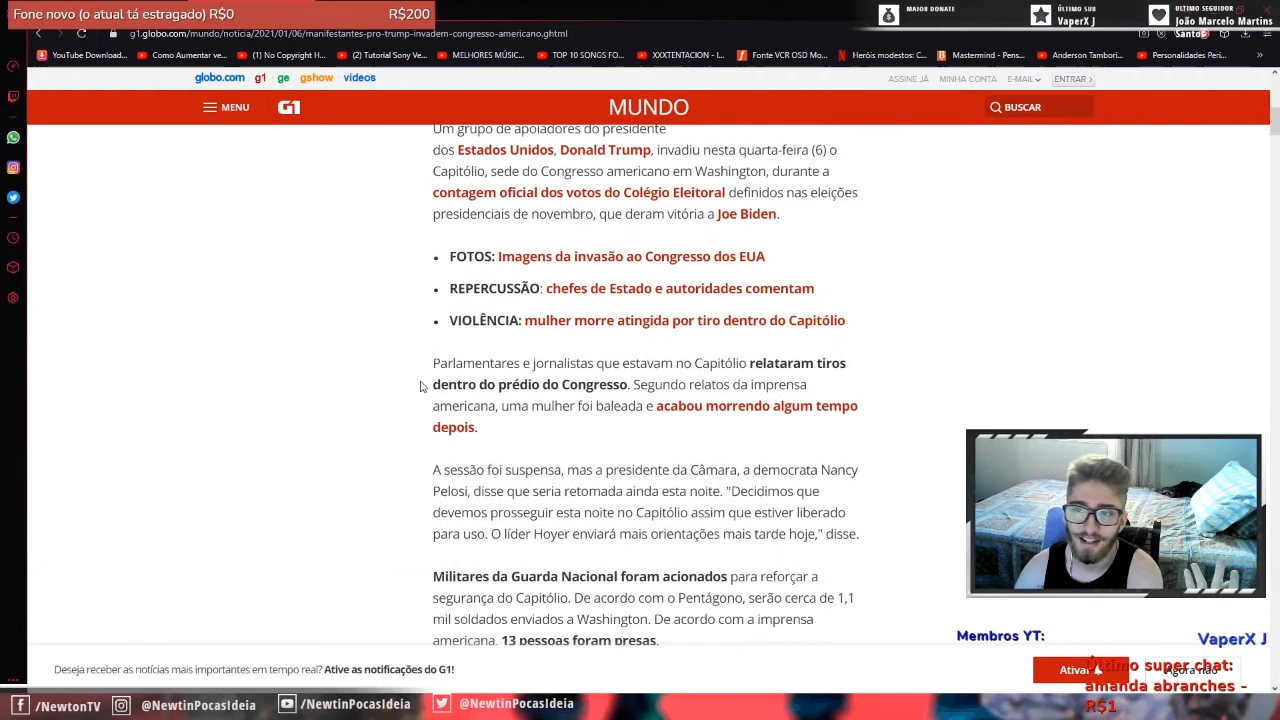 Fone novo (o atual tá estragado) R$0 R$200
MAIOR DONATE
ÚLTIMO SUB
VaperX J
ULTIMO SEGUIDOR
João Marcelo Martins
Santos
g1.globo.com/mundo/noticia/2021/01/06/manifestantes-pro-trump-invadem-congresso-americano.ghtml
YouTube Download...
Como Aumentar ve...
(1) No Copyright H...
(2) Tutorial Sony Ve...
MELHORES MÚSIC...
TOP 10 SONGS FO...
XXXTENTACION - I...
Fonte VCR OSD Mo...
Heróis modestos: C...
Mastermind - Pens...
Anderson Tambori...
Personalidades Peri...
globo.com g1 ge gshow videos
ASSINE JÁ MINHA CONTA E-MAIL ENTRAR
MENU G1 MUNDO BUSCAR
Um grupo de apoiadores do presidente
dos Estados Unidos, Donald Trump, invadiu nesta quarta-feira (6) o
Capitólio, sede do Congresso americano em Washington, durante a
contagem oficial dos votos do Colégio Eleitoral definidos nas eleições
presidenciais de novembro, que deram vitória a Joe Biden.
• FOTOS: Imagens da invasão ao Congresso dos EUA
• REPERCUSSÃO: chefes de Estado e autoridades comentam
• VIOLÊNCIA: mulher morre atingida por tiro dentro do Capitólio
Parlamentares e jornalistas que estavam no Capitólio relataram tiros
dentro do prédio do Congresso. Segundo relatos da imprensa
americana, uma mulher foi baleada e acabou morrendo algum tempo
depois.
A sessão foi suspensa, mas a presidente da Câmara, a democrata Nancy
Pelosi, disse que seria retomada ainda esta noite. "Decidimos que
devemos prosseguir esta noite no Capitólio assim que estiver liberado
para uso. O líder Hoyer enviará mais orientações mais tarde hoje," disse.
Militares da Guarda Nacional foram acionados para reforçar a
segurança do Capitólio. De acordo com o Pentágono, serão cerca de 1,1
mil soldados enviados a Washington. De acordo com a imprensa
americana, 13 pessoas foram presas.
Membros YT: VaperX J
Deseja receber as notícias mais importantes em tempo real? Ative as notificações do G1!
Ativar
Agora não
Último super chat:
amanda abranches -
R$1
/NewtonTV
@NewtinPocasIdeia
/NewtinPocasIdeia
@NewtinPocasIdeia